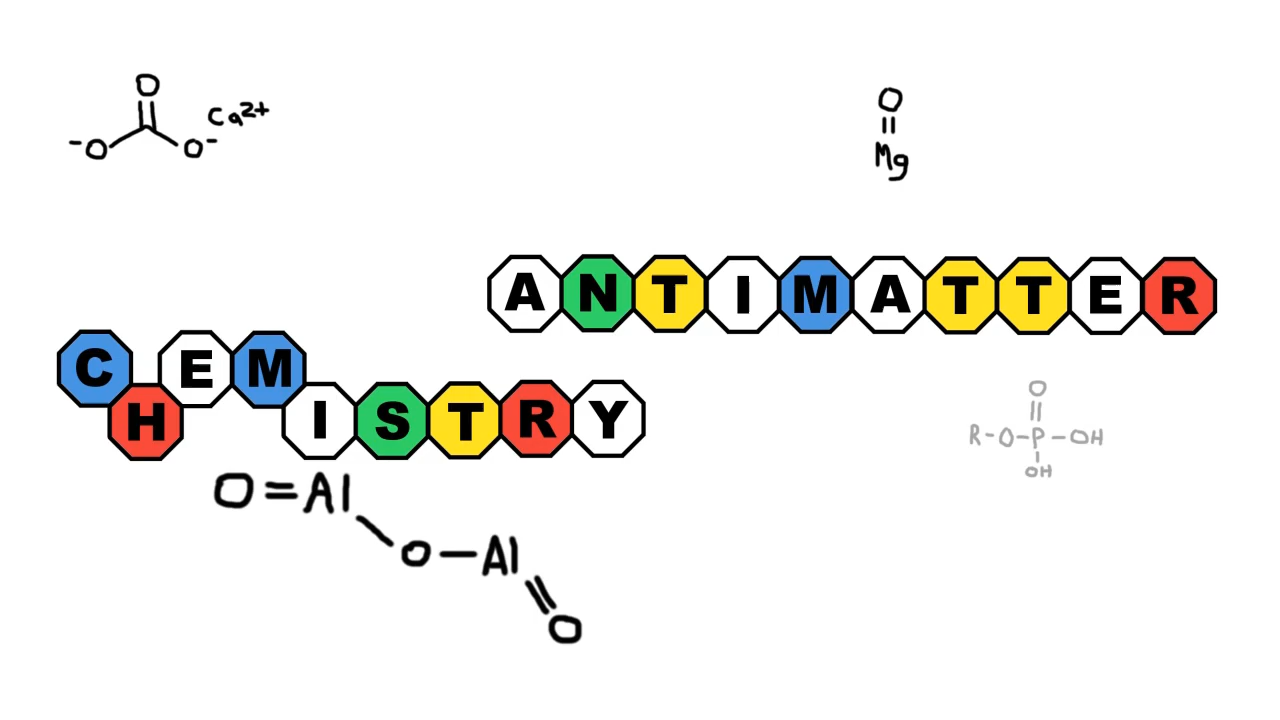 O
-O O- Ca2+
O
Mg
ANTIMATTER
CHEMISTRY
O
R-O-P-OH
OH
O=Al
O-Al
O